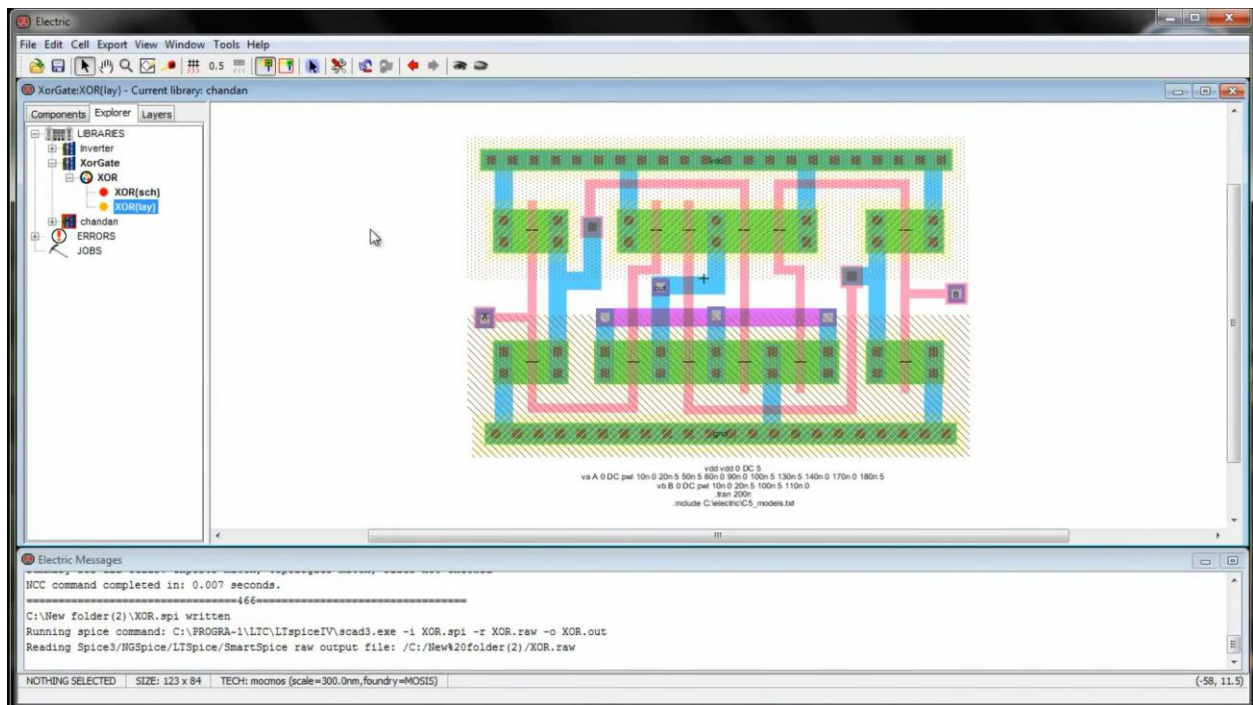 Electric
File Edit Cell Export View Window Tools Help
0.5
XorGate:XOR{lay} - Current library: chandan
Components Explorer Layers
LIBRARIES
Inverter
XorGate
XOR
XOR{sch}
XOR{lay}
chandan
ERRORS
JOBS
vdd
out
A
B
gnd
vdd vdd 0 DC 5
va A 0 DC pwl 10n 0 20n 5 50n 5 60n 0 90n 0 100n 5 130n 5 140n 0 170n 0 180n 5
vb B 0 DC pwl 10n 0 20n 5 100n 5 110n 0
.tran 200n
.include C:\electric\C5_models.txt
Electric Messages
NCC command completed in: 0.007 seconds.
==================================466==================================
C:\New folder(2)\XOR.spi written
Running spice command: C:\PROGRA~1\LTC\LTspiceIV\scad3.exe -i XOR.spi -r XOR.raw -o XOR.out
Reading Spice3/NGSpice/LTSpice/SmartSpice raw output file: /C:/New%20folder(2)/XOR.raw
NOTHING SELECTED SIZE: 123 x 84 TECH: mocmos (scale=300.0nm,foundry=MOSIS) (-58, 11.5)